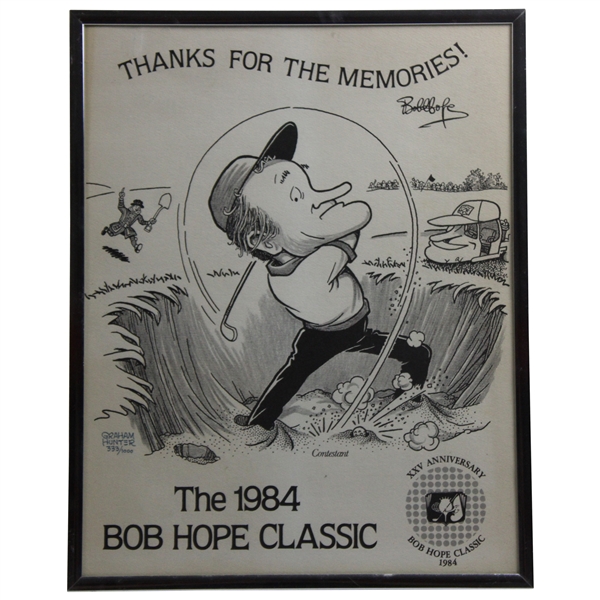 THANKS FOR THE MEMORIES!
Bob Hope
GRAHAM
HUNTER
Contestant
The 1984
BOB HOPE CLASSIC
XXV ANNIVERSARY
BOB HOPE CLASSIC
1984